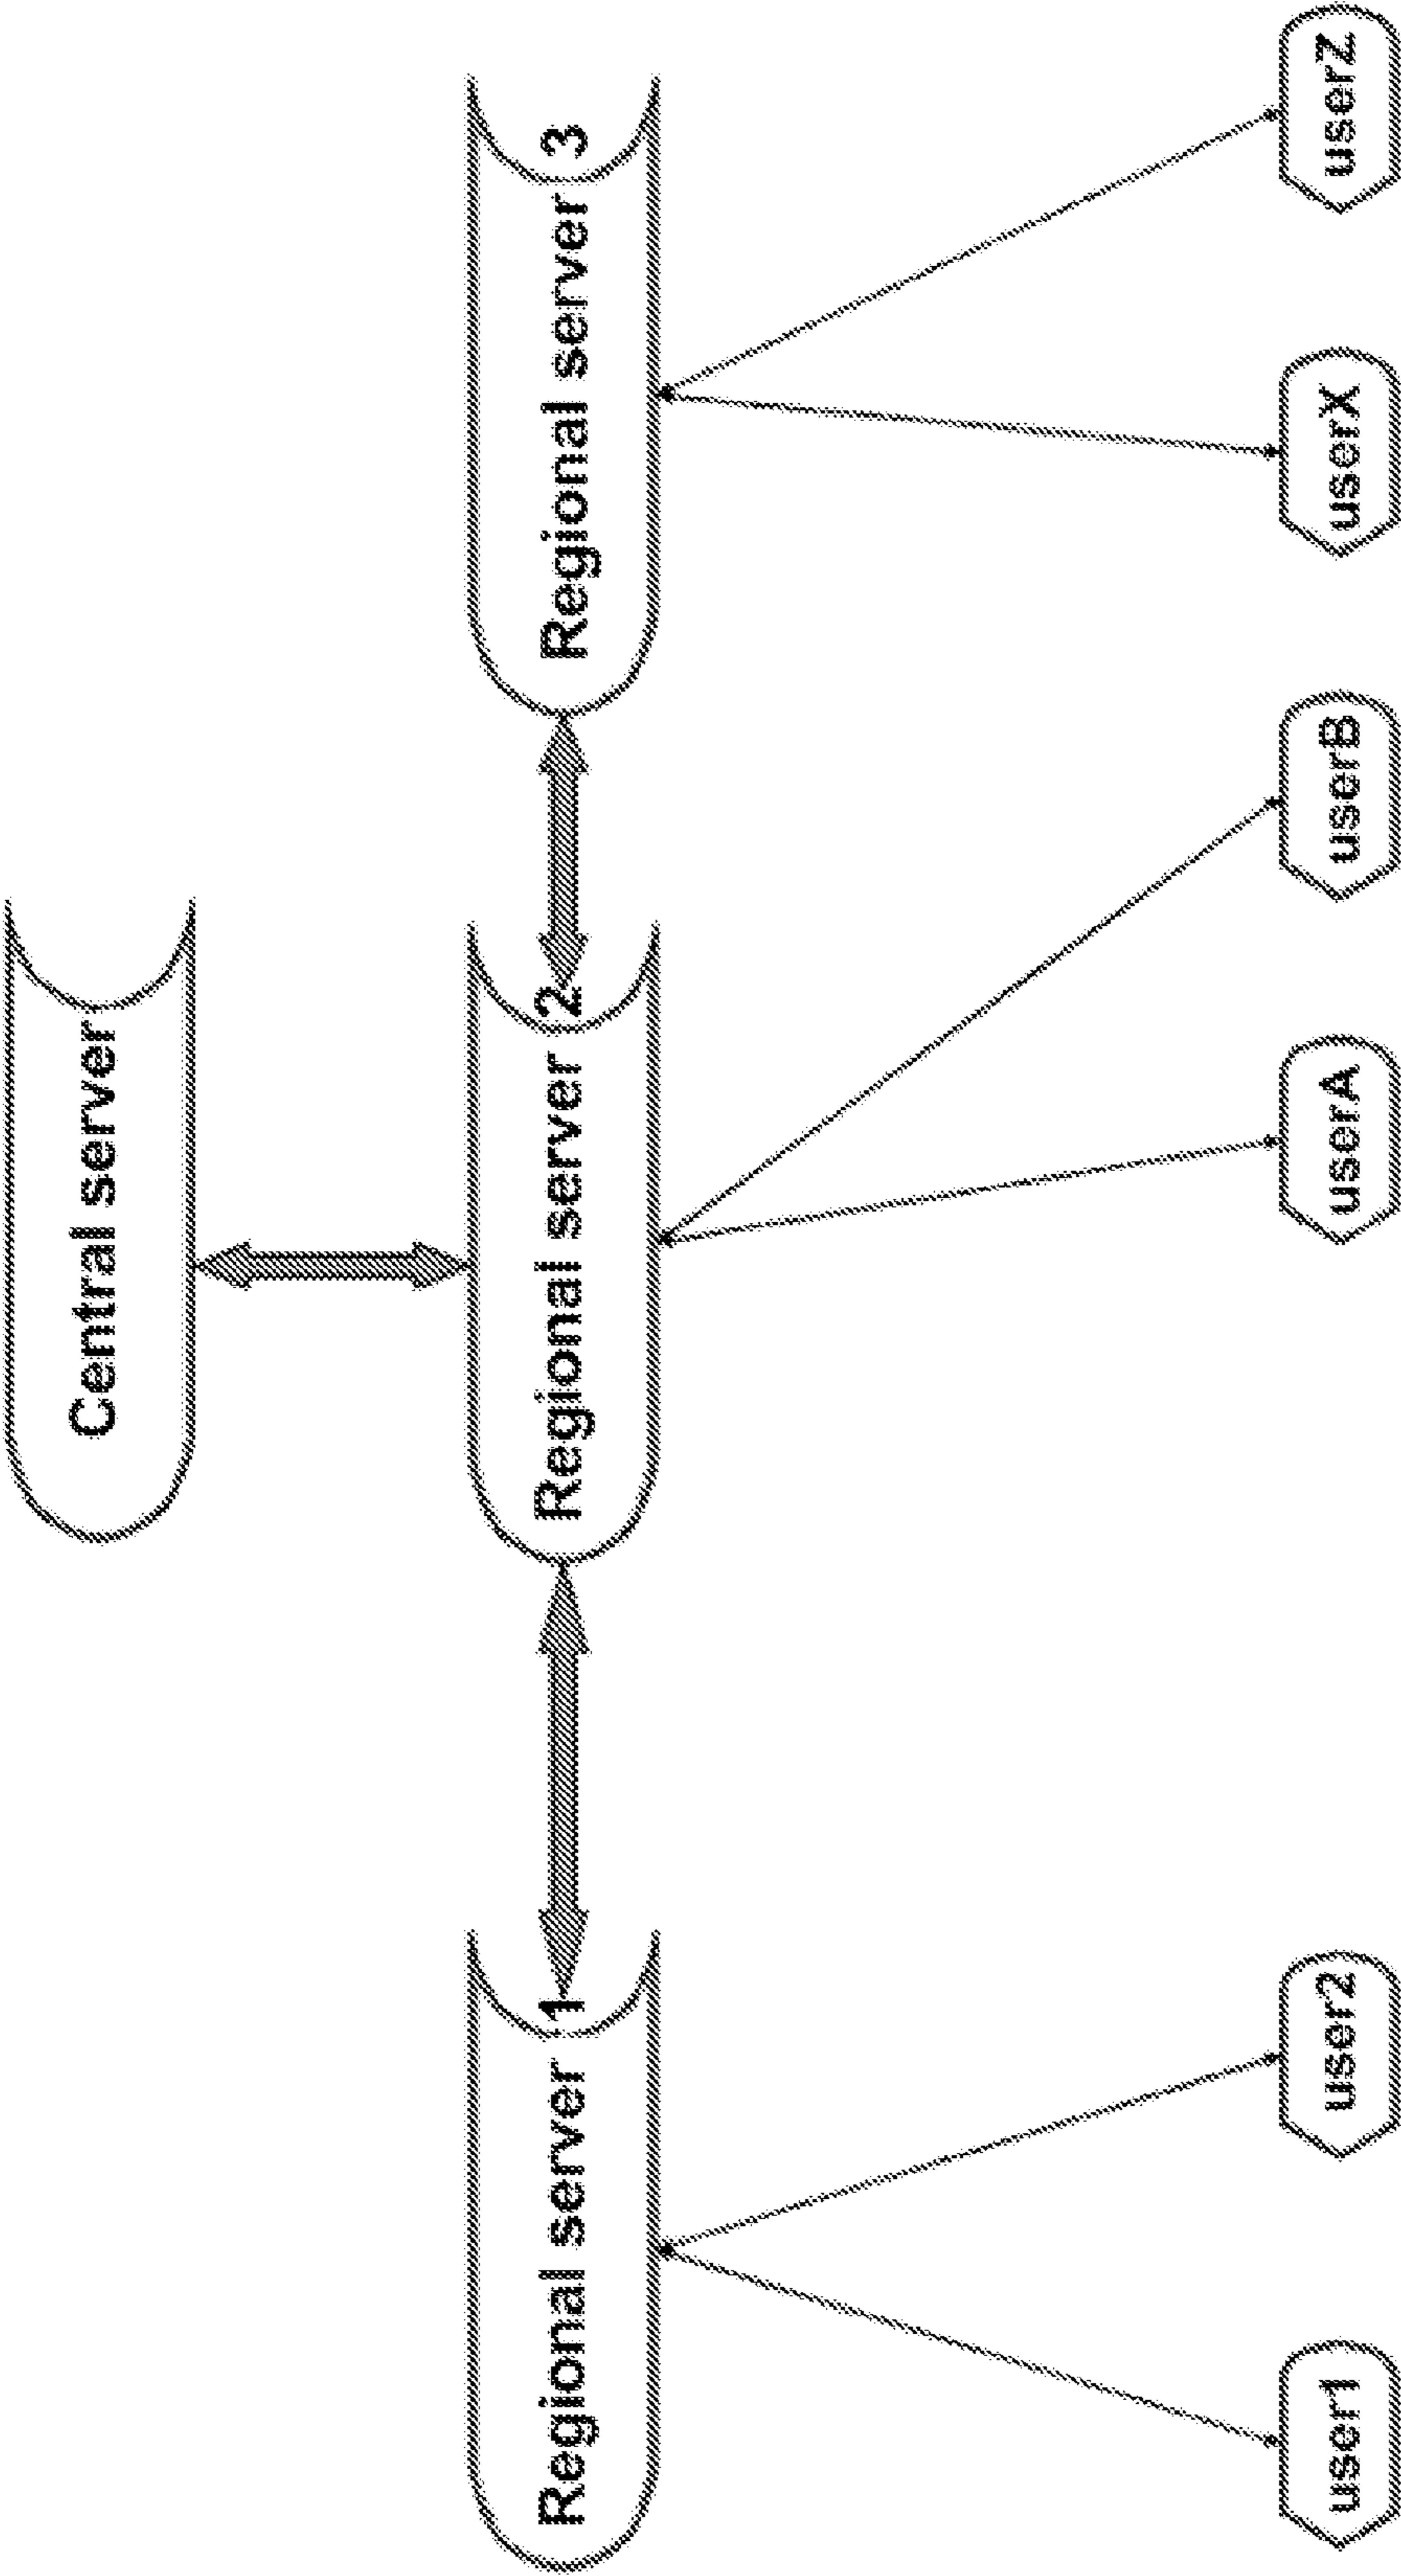 Central server
Regional server 1
Regional server 2
Regional server 3
user1
user2
userA
userB
userX
userZ